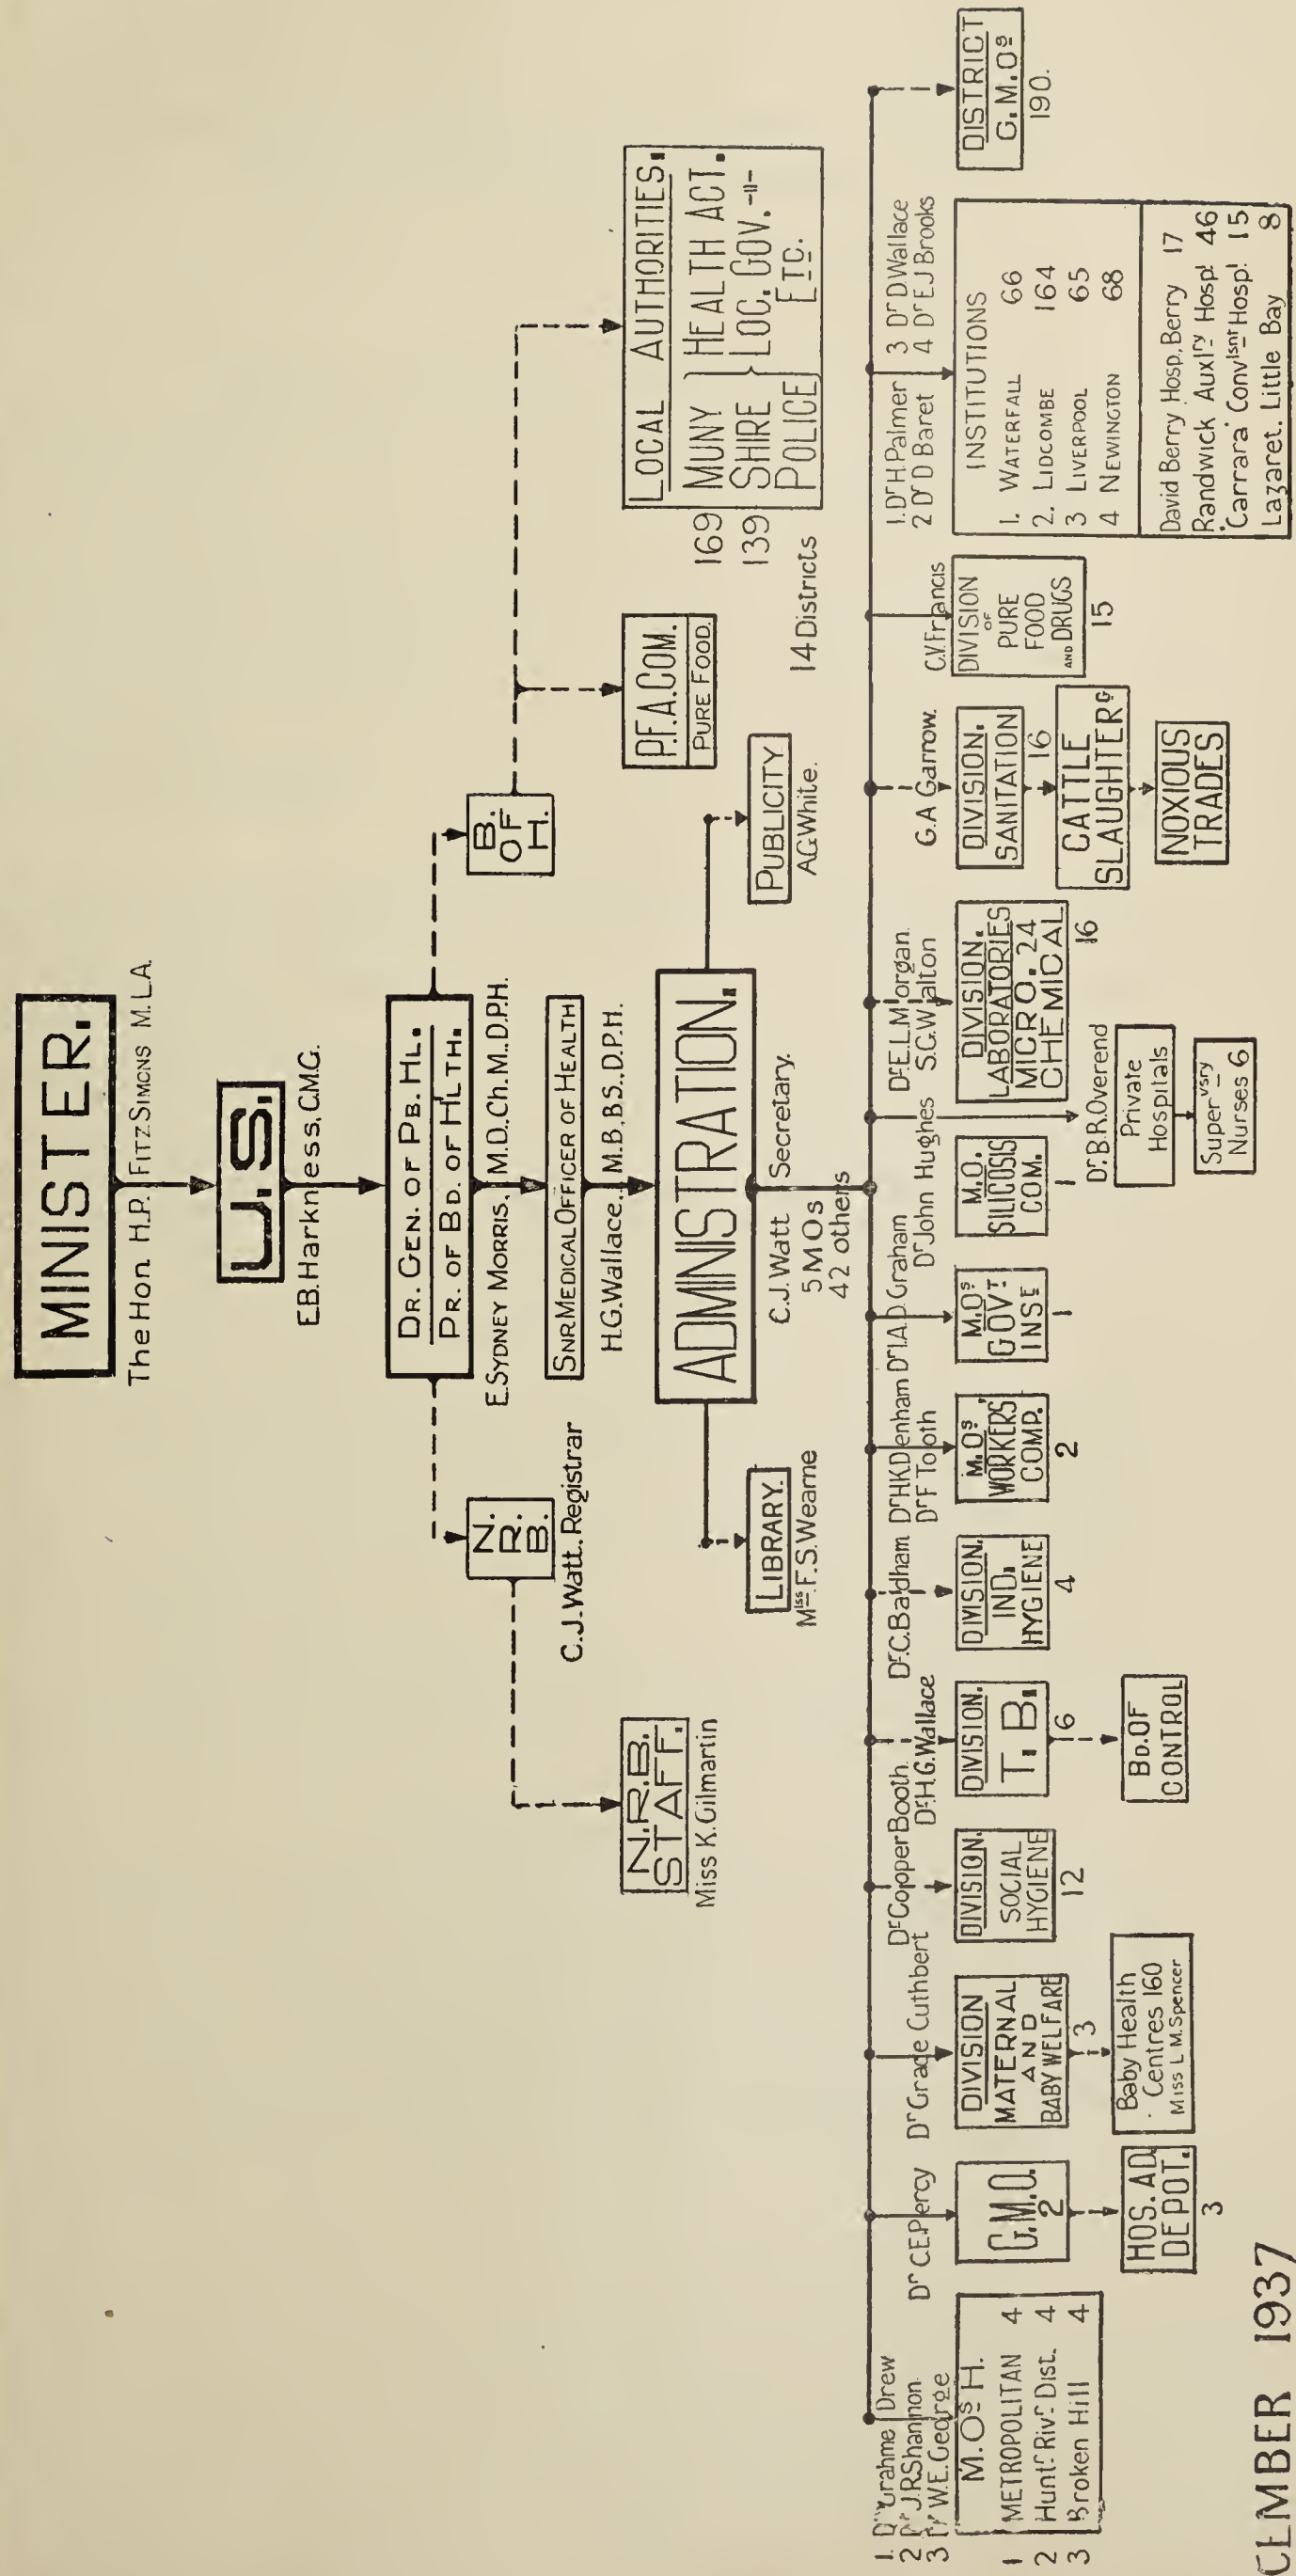 MINISTER.
The Hon. H.P. FITZSIMONS M.L.A.
U.S.
E.B. Harkness, C.M.G.
DR. GEN. OF PB. HL.
PR. OF BD. OF HLTH.
E. SYDNEY MORRIS, M.D., Ch. M., D.P.H.
SNR MEDICAL OFFICER OF HEALTH
H.G. Wallace, M.B., B.S., D.P.H.
N.
R.
B.
C.J. Watt. Registrar
N.R.B.
STAFF.
Miss K. Gilmartin
B.
OF
H.
P.F.A. COM.
PURE FOOD.
LOCAL AUTHORITIES.
169 MUNY } HEALTH ACT.
139 SHIRE } LOC. GOV. -"-
POLICE } ETC.
14 Districts
ADMINISTRATION.
C.J. Watt Secretary.
5 M Os
42 others
LIBRARY.
Miss F.S. Wearne
PUBLICITY
A.G. White.
1. Dr Grahme Drew
2 Dr J.R. Shannon
3 Dr W.E. George
M. Os H.
1 METROPOLITAN 4
2 Huntr Rivr Dist. 4
3 Broken Hill 4
Dr C.E. Percy
G.M.O.
2
HOS. AD.
DEPOT.
3
Dr Grace Cuthbert
DIVISION
MATERNAL
AND
BABY WELFARE
3
Baby Health
Centres 160
Miss L.M. Spencer
Dr Cooper Booth
DIVISION.
SOCIAL
HYGIENE
12
Dr. H.G. Wallace
DIVISION.
T. B.
6
BD. OF
CONTROL
Dr. C. Badham
DIVISION.
IND.
HYGIENE
4
Dr H.K. Denham
Dr F Tooth
M.Os
WORKERS'
COMP.
2
Dr I.A.D. Graham
M.Os
GOVT
INSE
1
Dr John Hughes
M.O.
SILICOSIS
COM.
1
Dr. B.R. Overend
Private
Hospitals
Supervsry
Nurses 6
Dr. E.L. Morgan.
S.G. Walton
DIVISION.
LABORATORIES
MICRO. 24
CHEMICAL
16
G.A Garrow.
DIVISION.
SANITATION
16
CATTLE
SLAUGHTERG
NOXIOUS
TRADES
C.V. Francis
DIVISION
OF
PURE
FOOD
AND DRUGS
15
1. Dr H. Palmer 3 Dr D. Wallace
2 Dr D Baret 4 Dr E.J Brooks
INSTITUTIONS
1. WATERFALL 66
2. LIDCOMBE 164
3 LIVERPOOL 65
4 NEWINGTON 68
David Berry Hosp. Berry 17
Randwick Auxlry Hospl 46
Carrara Convlsnt Hospl. 15
Lazaret. Little Bay 8
DISTRICT
G.M.Os
190.
CEMBER 1937